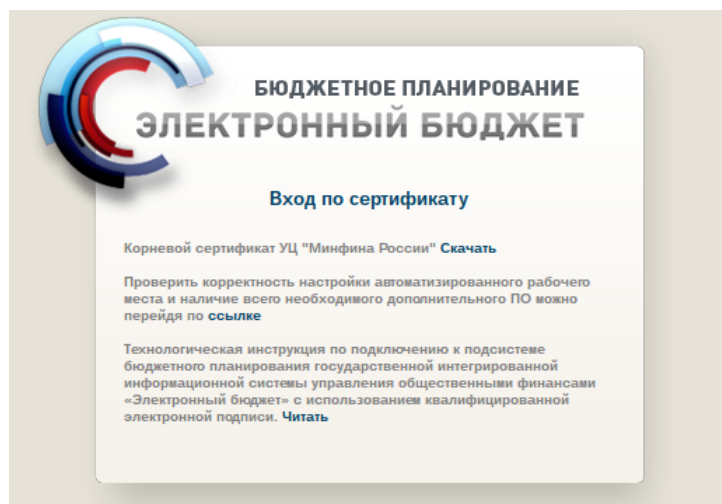 БЮДЖЕТНОЕ ПЛАНИРОВАНИЕ
ЭЛЕКТРОННЫЙ БЮДЖЕТ
Вход по сертификату
Корневой сертификат УЦ "Минфина России" Скачать
Проверить корректность настройки автоматизированного рабочего
места и наличие всего необходимого дополнительного ПО можно
перейдя по ссылке
Технологическая инструкция по подключению к подсистеме
бюджетного планирования государственной интегрированной
информационной системы управления общественными финансами
«Электронный бюджет» с использованием квалифицированной
электронной подписи. Читать